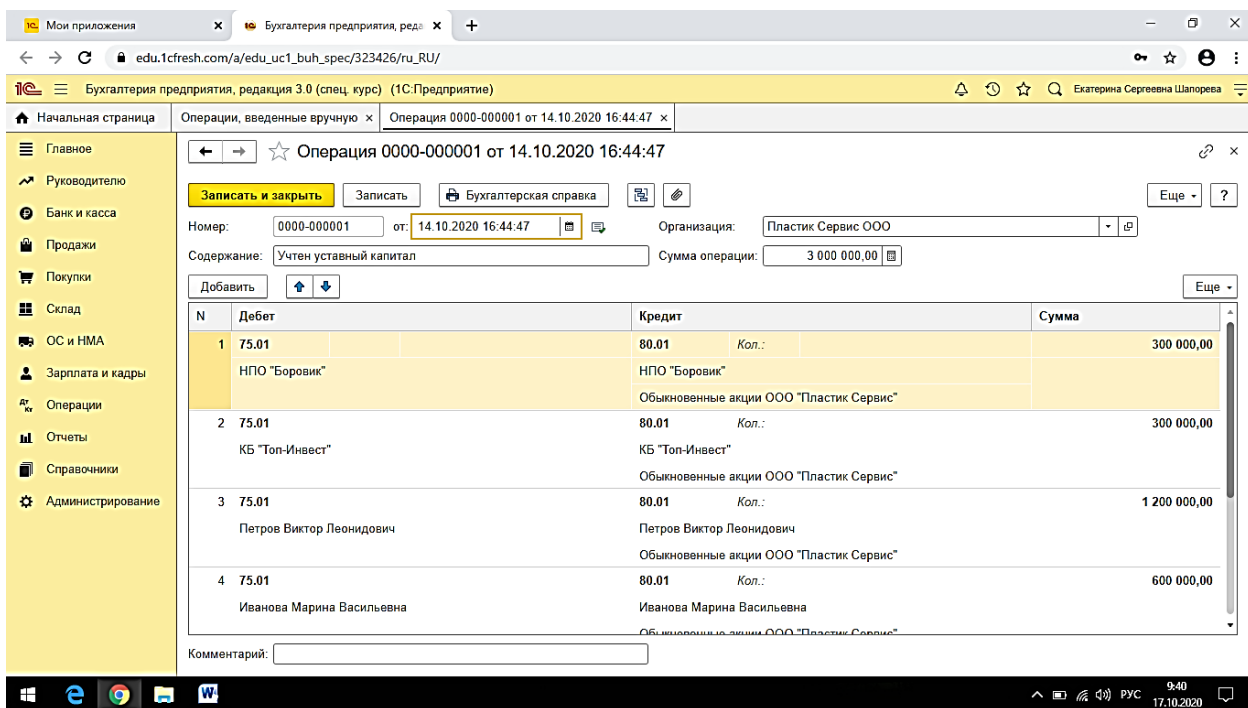 Мои приложения
Бухгалтерия предприятия, реда
edu.1cfresh.com/a/edu_uc1_buh_spec/323426/ru_RU/
Бухгалтерия предприятия, редакция 3.0 (спец. курс) (1С:Предприятие) Екатерина Сергеевна Шапорева
Начальная страница Операции, введенные вручную × Операция 0000-000001 от 14.10.2020 16:44:47 ×
Главное
Руководителю
Банк и касса
Продажи
Покупки
Склад
ОС и НМА
Зарплата и кадры
Операции
Отчеты
Справочники
Администрирование
Операция 0000-000001 от 14.10.2020 16:44:47
Записать и закрыть Записать Бухгалтерская справка Еще ?
Номер: 0000-000001 от: 14.10.2020 16:44:47 Организация: Пластик Сервис ООО
Содержание: Учтен уставный капитал Сумма операции: 3 000 000,00
Добавить Еще
N Дебет Кредит Сумма
1 75.01 80.01 Кол.: 300 000,00
НПО "Боровик" НПО "Боровик"
Обыкновенные акции ООО "Пластик Сервис"
2 75.01 80.01 Кол.: 300 000,00
КБ "Топ-Инвест" КБ "Топ-Инвест"
Обыкновенные акции ООО "Пластик Сервис"
3 75.01 80.01 Кол.: 1 200 000,00
Петров Виктор Леонидович Петров Виктор Леонидович
Обыкновенные акции ООО "Пластик Сервис"
4 75.01 80.01 Кол.: 600 000,00
Иванова Марина Васильевна Иванова Марина Васильевна
Обыкновенные акции ООО "Пластик Сервис"
Комментарий:
РУС
9:40
17.10.2020